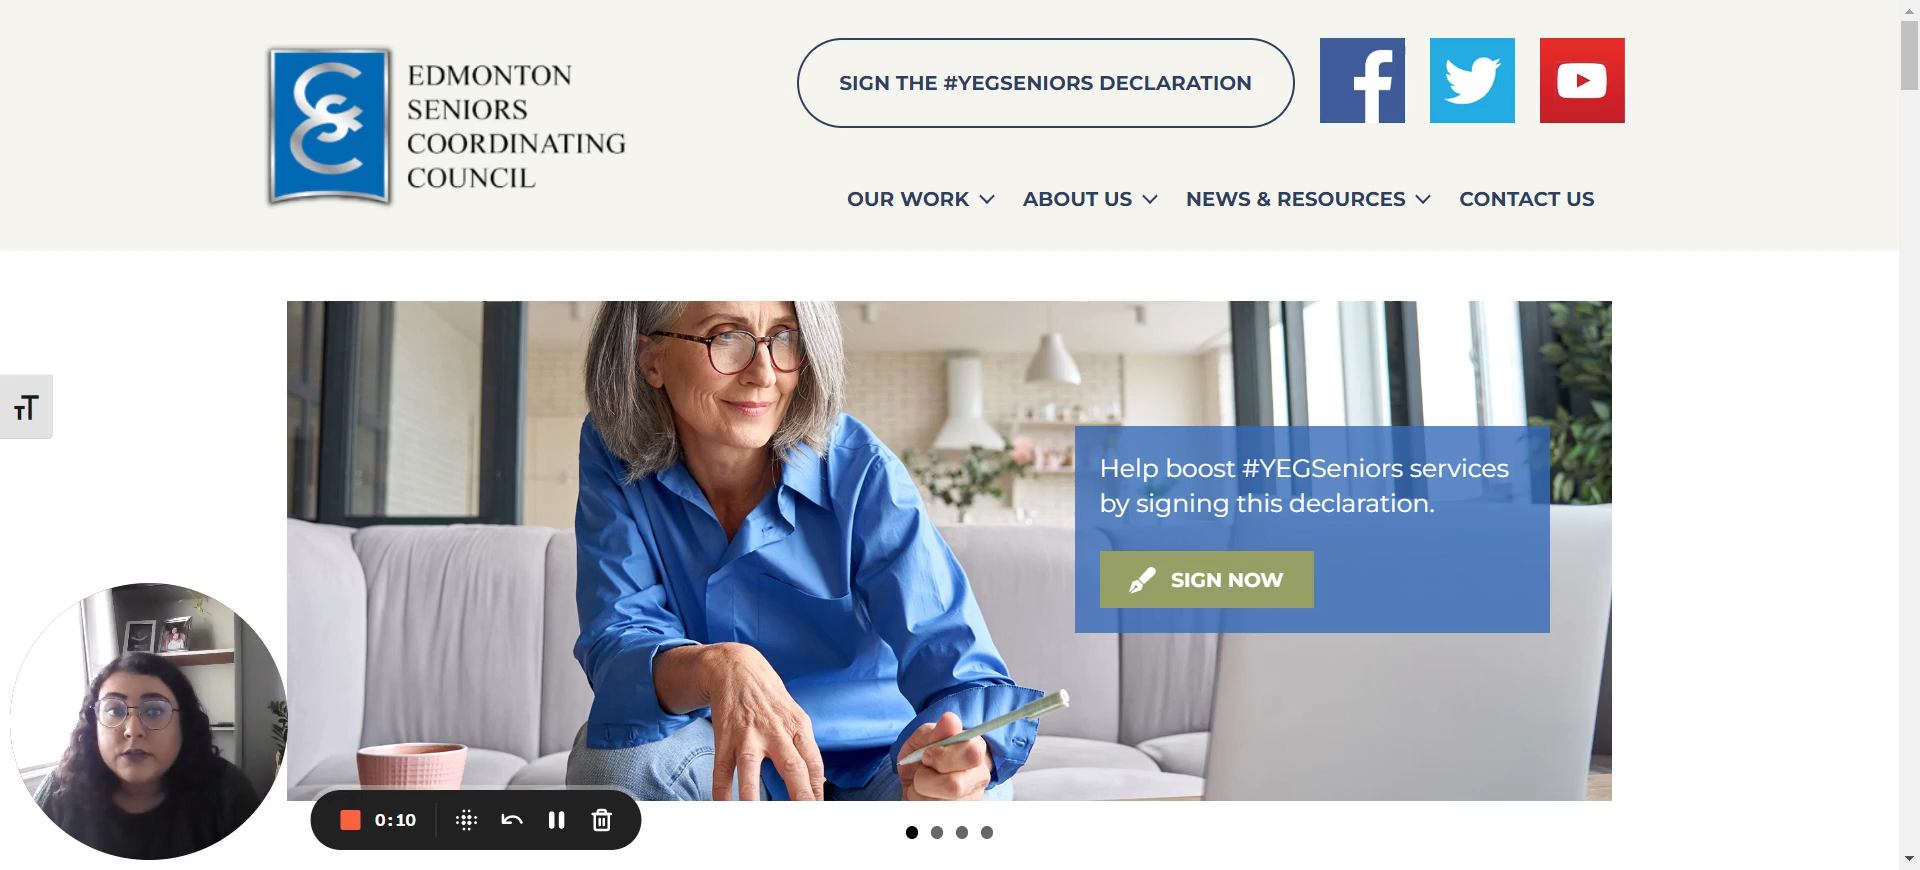 EDMONTON
SENIORS
COORDINATING
COUNCIL
SIGN THE #YEGSENIORS DECLARATION
OUR WORK
ABOUT US
NEWS & RESOURCES
CONTACT US
TT
Help boost #YEGSeniors services
by signing this declaration.
SIGN NOW
0:10